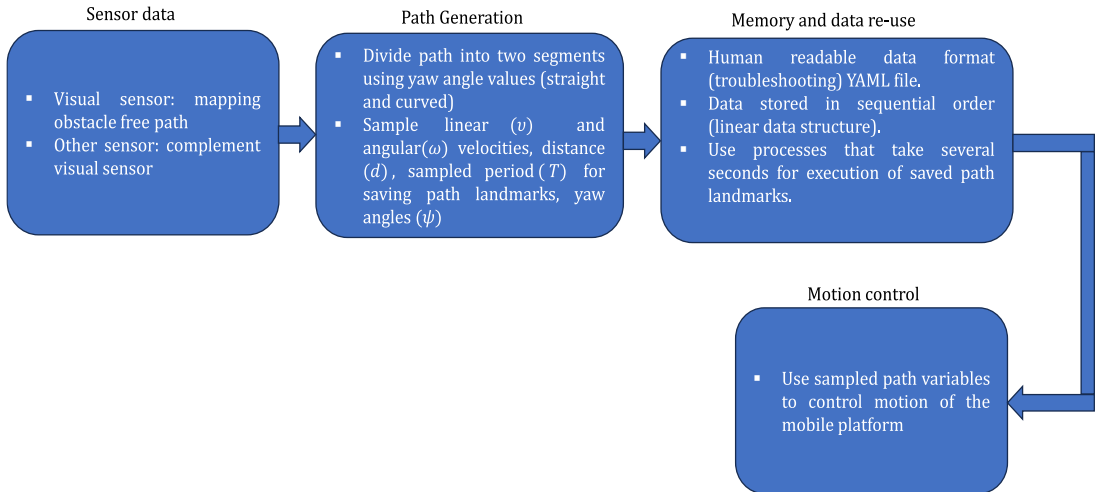 Sensor data
▪ Visual sensor: mapping
obstacle free path
▪ Other sensor: complement
visual sensor
Path Generation
▪ Divide path into two segments
using yaw angle values (straight
and curved)
▪ Sample linear (𝑣) and
angular(𝜔) velocities, distance
(𝑑), sampled period(𝑇) for
saving path landmarks, yaw
angles (𝜓)
Memory and data re-use
▪ Human readable data format
(troubleshooting) YAML file.
▪ Data stored in sequential order
(linear data structure).
▪ Use processes that take several
seconds for execution of saved path
landmarks.
Motion control
▪ Use sampled path variables
to control motion of the
mobile platform